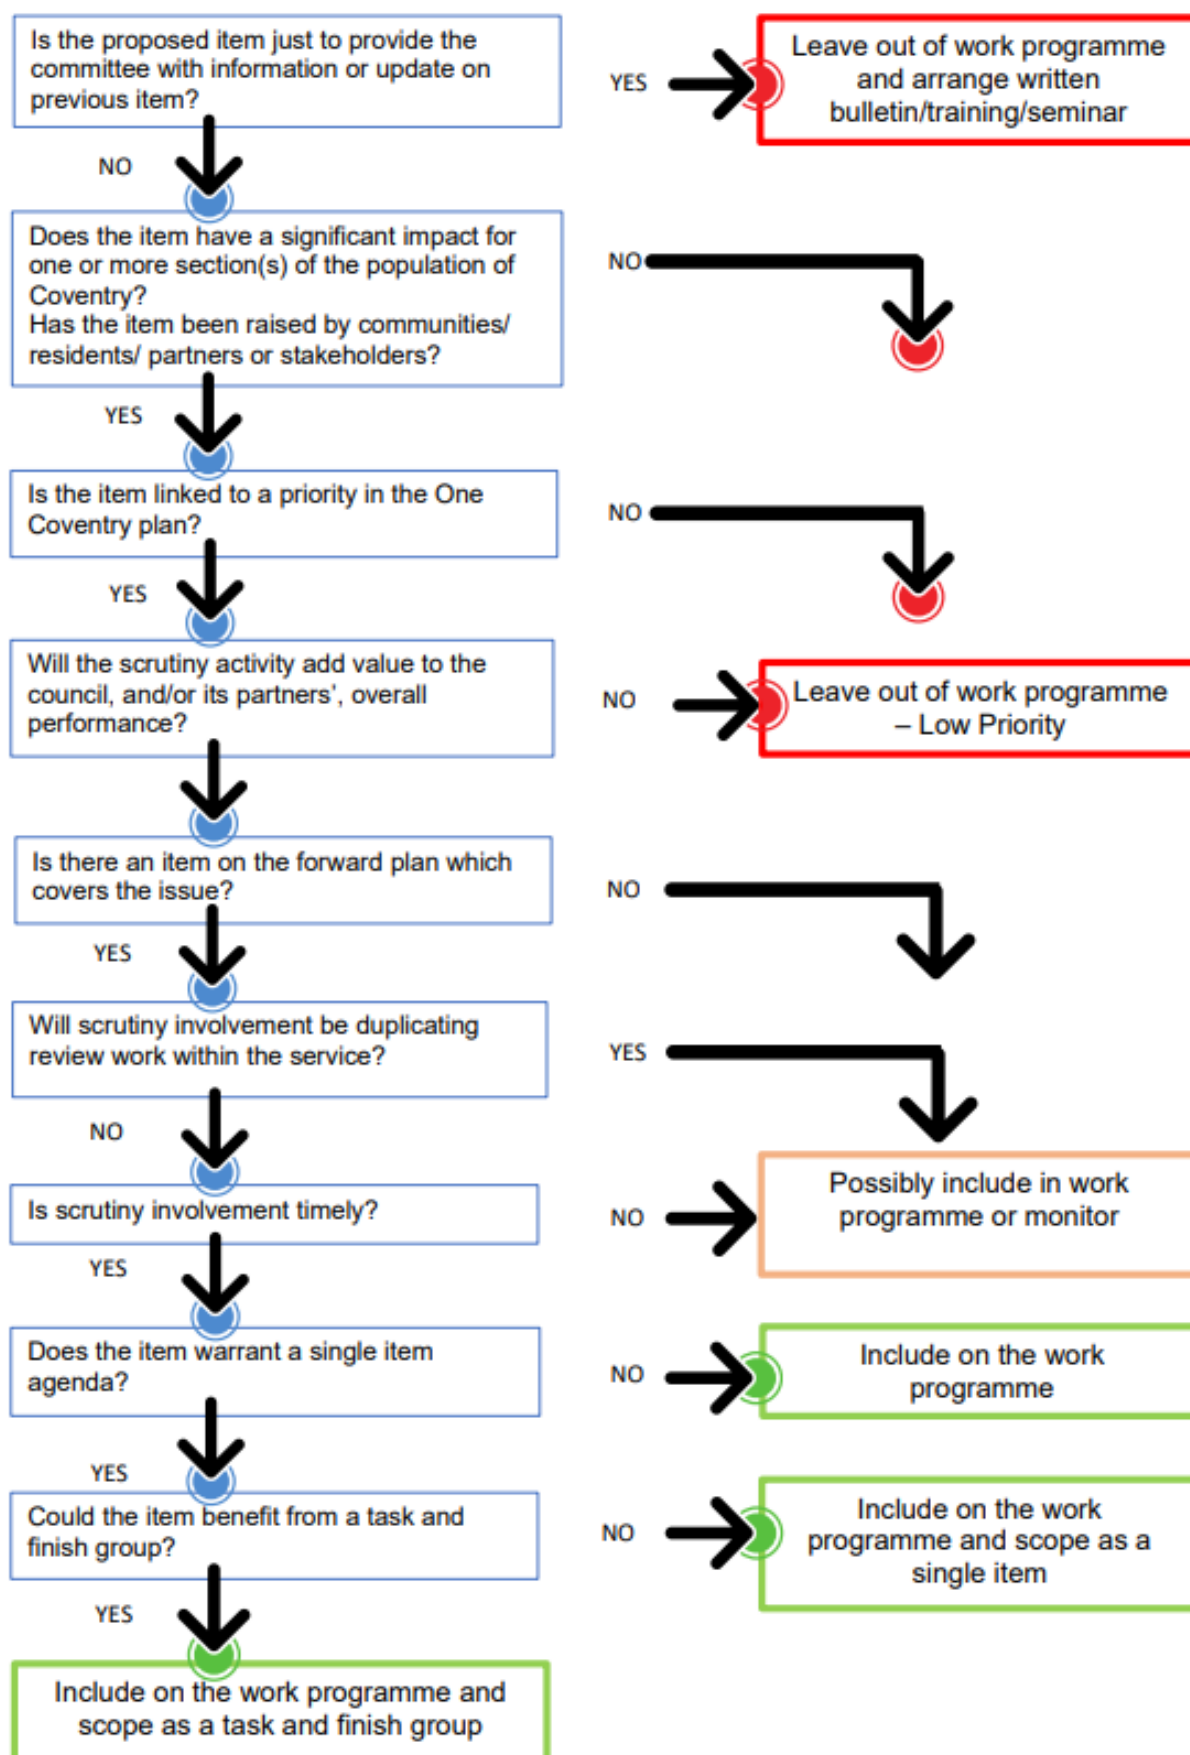 Is the proposed item just to provide the
committee with information or update on
previous item?
YES
Leave out of work programme
and arrange written
bulletin/training/seminar
NO
Does the item have a significant impact for
one or more section(s) of the population of
Coventry?
Has the item been raised by communities/
residents/ partners or stakeholders?
NO
YES
Is the item linked to a priority in the One
Coventry plan?
NO
YES
Will the scrutiny activity add value to the
council, and/or its partners’, overall
performance?
NO
Leave out of work programme
– Low Priority
Is there an item on the forward plan which
covers the issue?
NO
YES
Will scrutiny involvement be duplicating
review work within the service?
YES
NO
Is scrutiny involvement timely?
NO
Possibly include in work
programme or monitor
YES
Does the item warrant a single item
agenda?
NO
Include on the work
programme
YES
Could the item benefit from a task and
finish group?
NO
Include on the work
programme and scope as a
single item
YES
Include on the work programme and
scope as a task and finish group